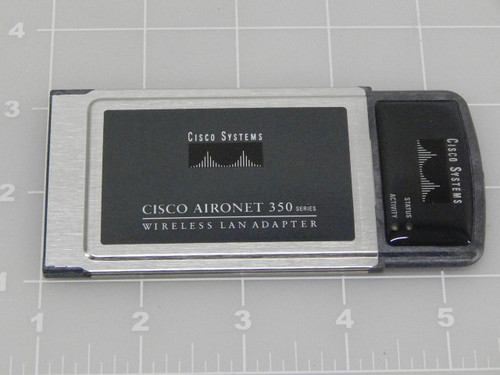 4
3
2
1
CISCO SYSTEMS
CISCO AIRONET 350 SERIES
WIRELESS LAN ADAPTER
CISCO SYSTEMS
STATUS
ACTIVITY
1
2
3
4
5